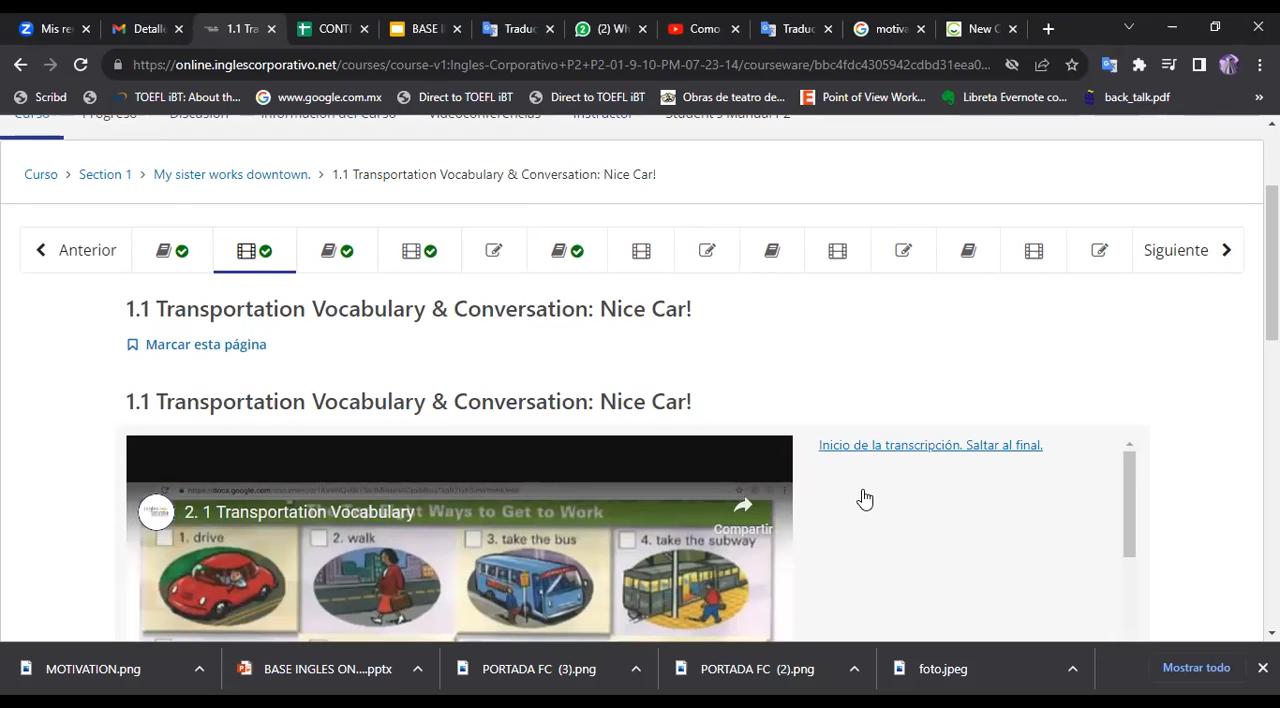 Mis re
Detalle
1.1 Tra
CONTI
BASE I
Traduc
(2) Wh
Como
Traduc
motiva
New C
https://online.inglescorporativo.net/courses/course-v1:Ingles-Corporativo+P2+P2-01-9-10-PM-07-23-14/courseware/bbc4fdc4305942cdbd31eea0...
Scribd
TOEFL iBT: About th...
www.google.com.mx
Direct to TOEFL iBT
Direct to TOEFL iBT
Obras de teatro de...
Point of View Work...
Libreta Evernote co...
back_talk.pdf
»
Curso
Progreso
Discusión
Información del Curso
Videoconferencias
Instructor
Student's Manual P2
Curso > Section 1 > My sister works downtown. > 1.1 Transportation Vocabulary & Conversation: Nice Car!
Anterior
Siguiente
1.1 Transportation Vocabulary & Conversation: Nice Car!
Marcar esta página
1.1 Transportation Vocabulary & Conversation: Nice Car!
Inicio de la transcripción. Saltar al final.
2. 1 Transportation Vocabulary
Ways to Get to Work
Compartir
1. drive
2. walk
3. take the bus
4. take the subway
MOTIVATION.png
BASE INGLES ON....pptx
PORTADA FC (3).png
PORTADA FC (2).png
foto.jpeg
Mostrar todo